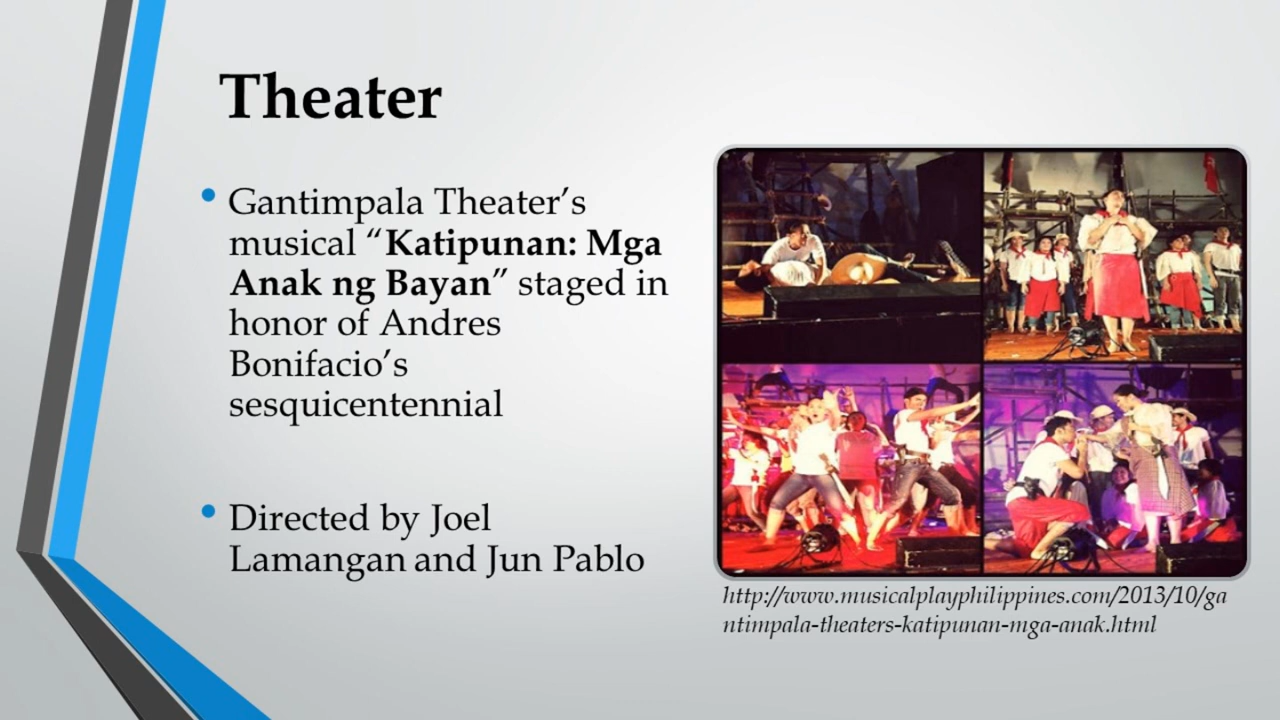 Theater
• Gantimpala Theater’s
musical “Katipunan: Mga
Anak ng Bayan” staged in
honor of Andres
Bonifacio’s
sesquicentennial
• Directed by Joel
Lamangan and Jun Pablo
http://www.musicalplayphilippines.com/2013/10/ga
ntimpala-theaters-katipunan-mga-anak.html